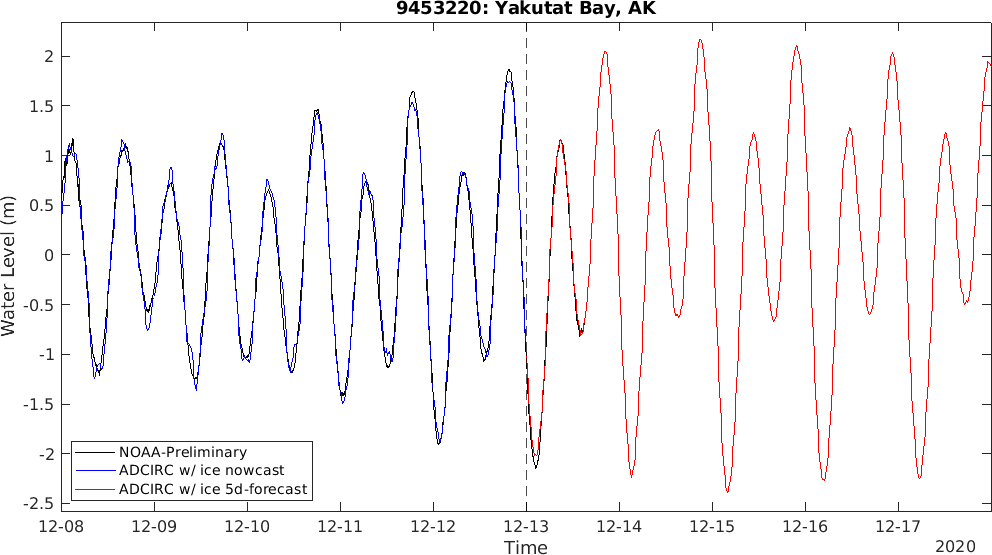 9453220: Yakutat Bay, AK
Water Level (m)
2
1.5
1
0.5
0
-0.5
-1
-1.5
-2
-2.5
NOAA-Preliminary
ADCIRC w/ ice nowcast
ADCIRC w/ ice 5d-forecast
12-08 12-09 12-10 12-11 12-12 12-13 12-14 12-15 12-16 12-17
Time
2020